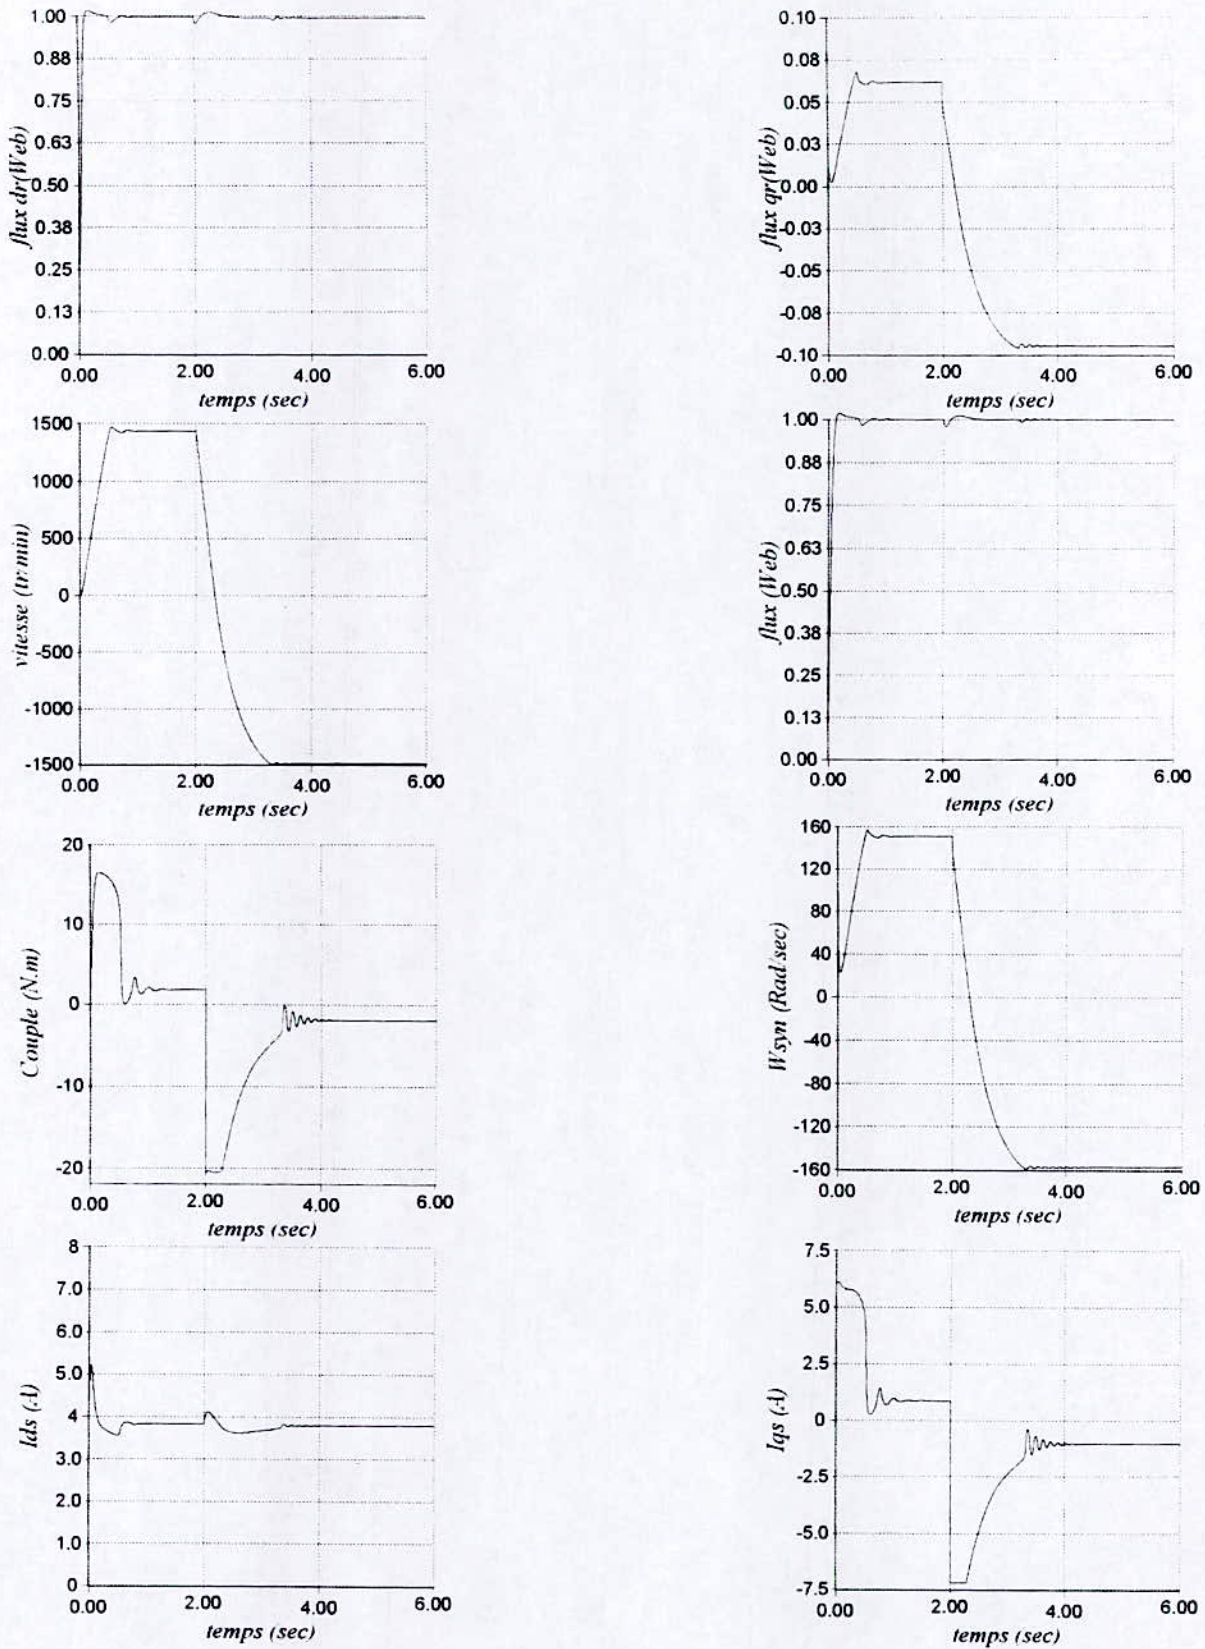 1.00
0.88
0.75
0.63
0.50
0.38
0.25
0.13
0.00
flux dr(Web)
0.00 2.00 4.00 6.00
temps (sec)
0.10
0.08
0.05
0.03
0.00
-0.03
-0.05
-0.08
-0.10
flux qr(Web)
0.00 2.00 4.00 6.00
temps (sec)
1500
1000
500
0
-500
-1000
-1500
vitesse (tr/min)
0.00 2.00 4.00 6.00
temps (sec)
1.00
0.88
0.75
0.63
0.50
0.38
0.25
0.13
0.00
flux (Web)
0.00 2.00 4.00 6.00
temps (sec)
20
10
0
-10
-20
Couple (N.m)
0.00 2.00 4.00 6.00
temps (sec)
160
120
80
40
0
-40
-80
-120
-160
Wsyn (Rad/sec)
0.00 2.00 4.00 6.00
temps (sec)
8
7.0
6.0
5.0
4
3.0
2.0
1.0
0
Ids (A)
0.00 2.00 4.00 6.00
temps (sec)
7.5
5.0
2.5
0
-2.5
-5.0
-7.5
Iqs (A)
0.00 2.00 4.00 6.00
temps (sec)